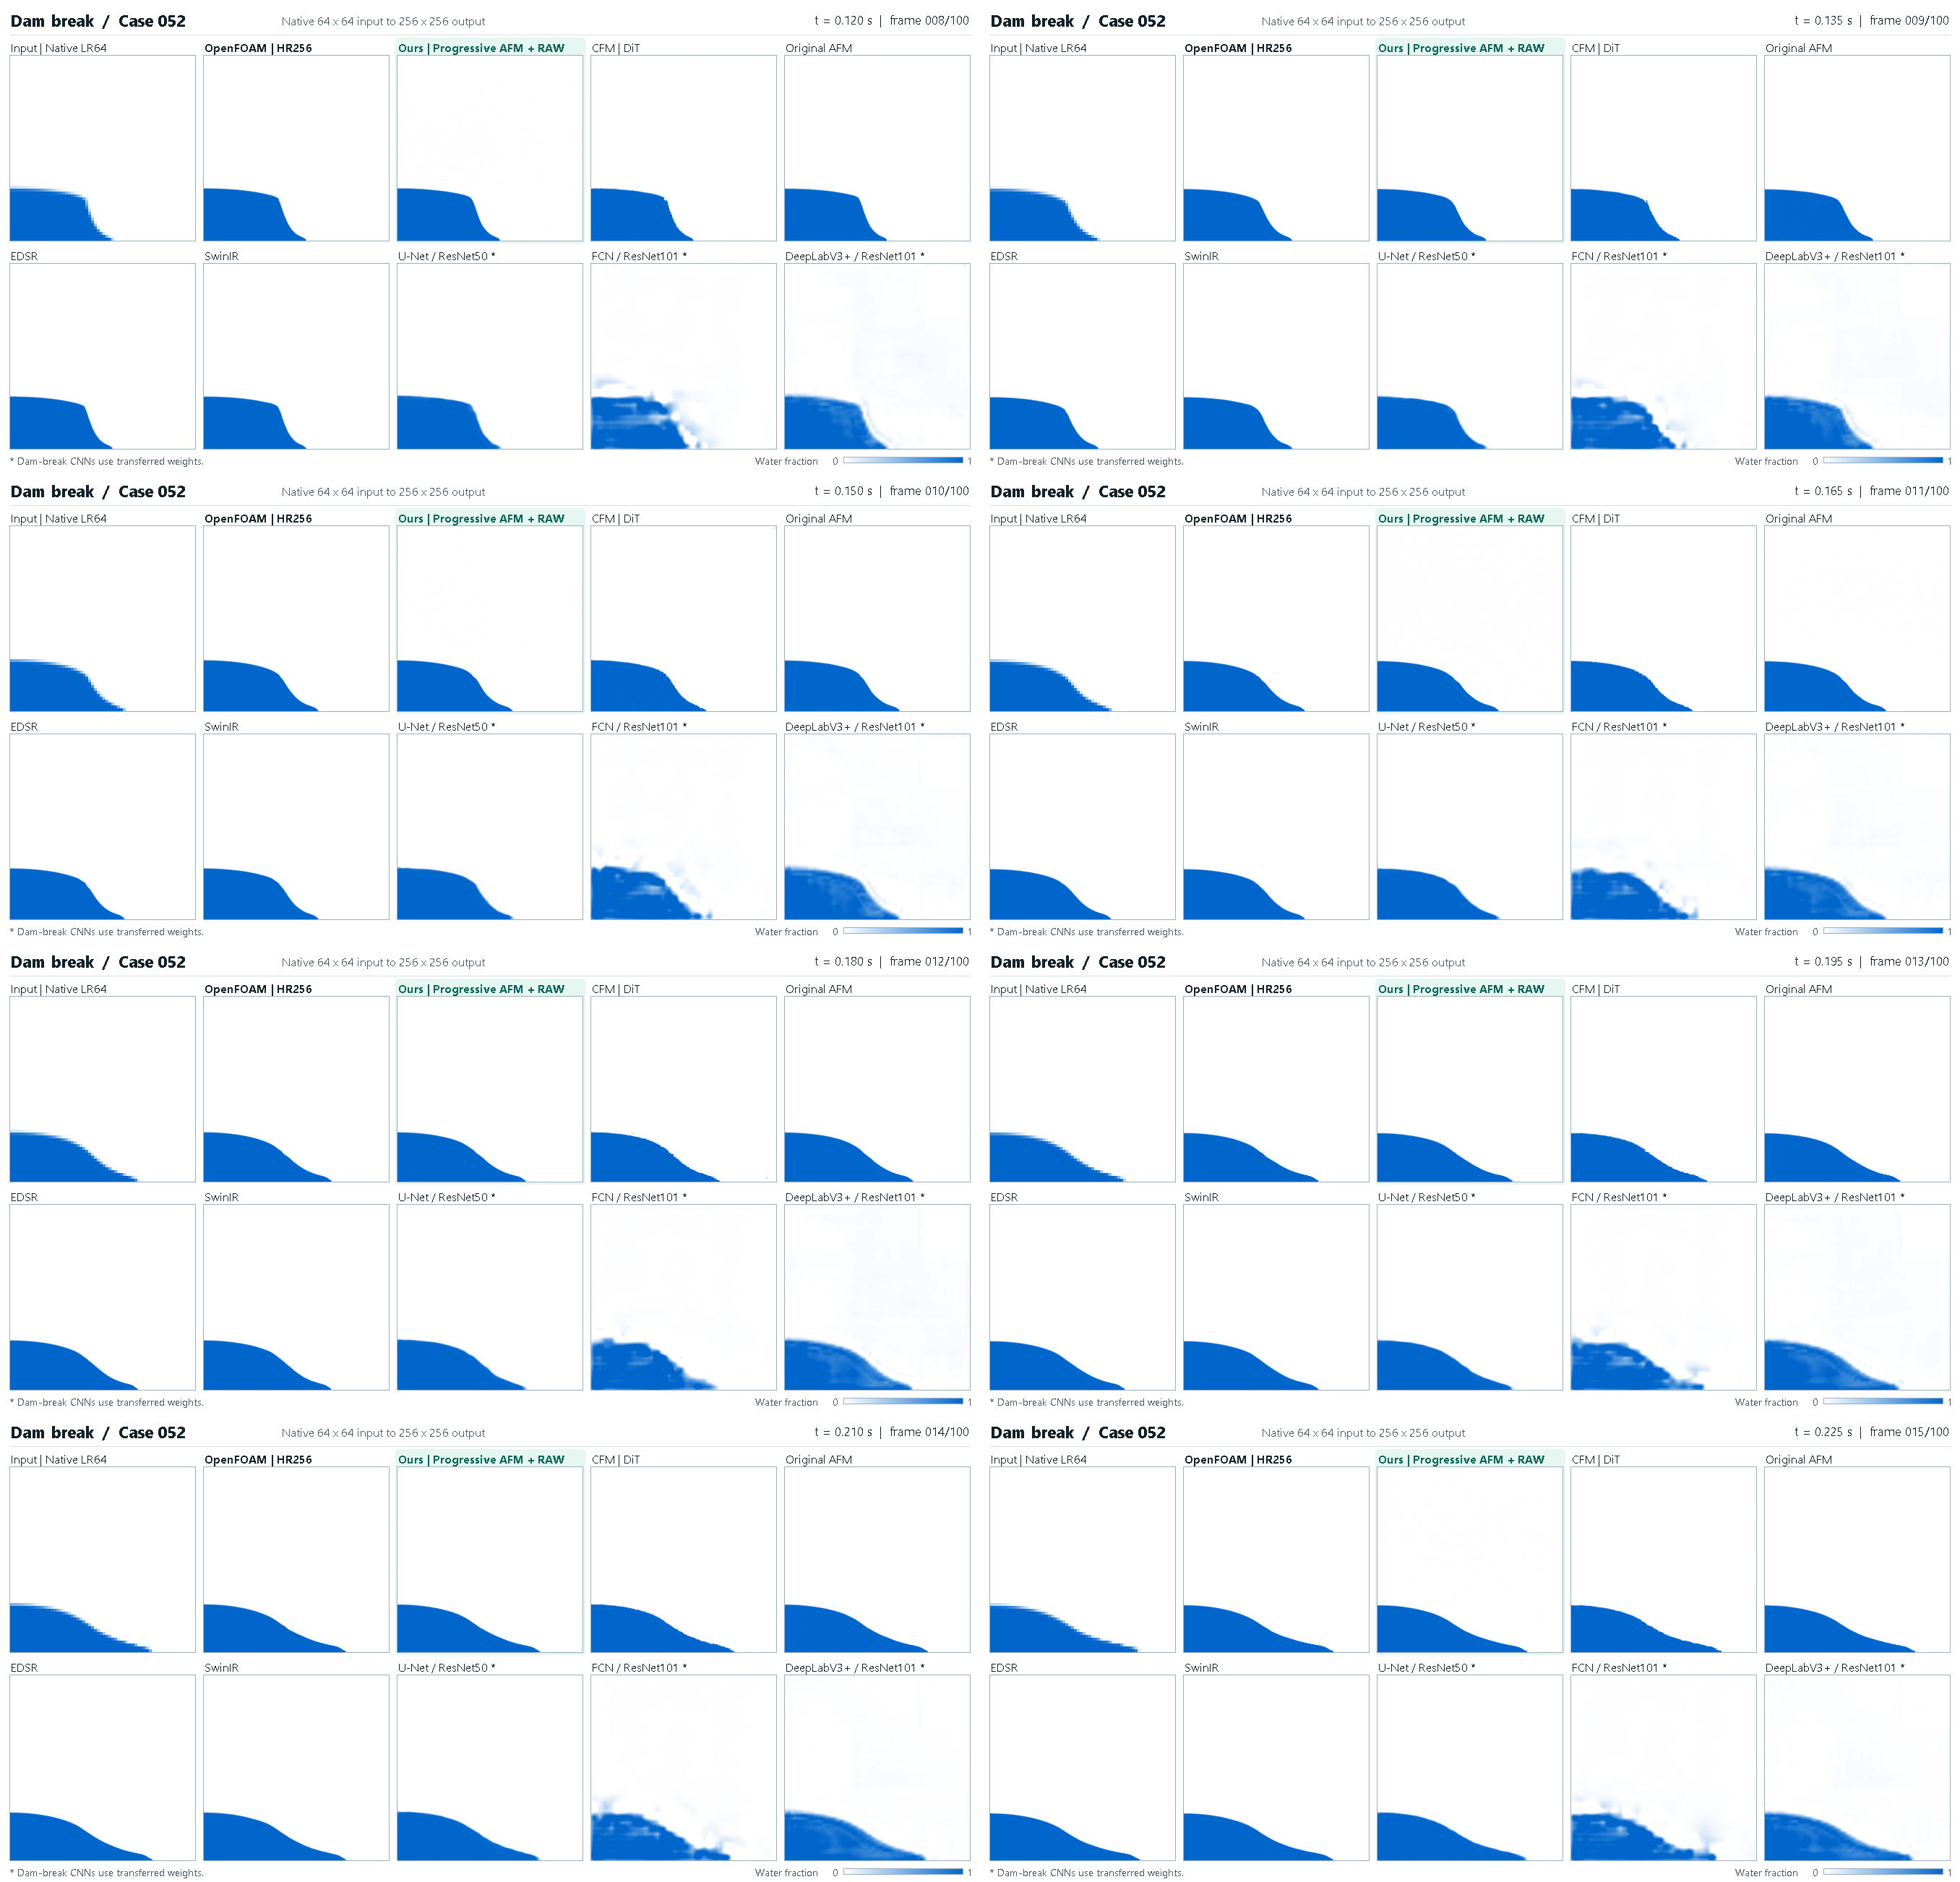 Dam break / Case 052 Native 64 x 64 input to 256 x 256 output t = 0.120 s | frame 008/100
Input | Native LR64 OpenFOAM | HR256 Ours | Progressive AFM + RAW CFM | DiT Original AFM
EDSR SwinIR U-Net / ResNet50 * FCN / ResNet101 * DeepLabV3+ / ResNet101 *
* Dam-break CNNs use transferred weights. Water fraction 0 1
Dam break / Case 052 Native 64 x 64 input to 256 x 256 output t = 0.135 s | frame 009/100
Input | Native LR64 OpenFOAM | HR256 Ours | Progressive AFM + RAW CFM | DiT Original AFM
EDSR SwinIR U-Net / ResNet50 * FCN / ResNet101 * DeepLabV3+ / ResNet101 *
* Dam-break CNNs use transferred weights. Water fraction 0 1
Dam break / Case 052 Native 64 x 64 input to 256 x 256 output t = 0.150 s | frame 010/100
Input | Native LR64 OpenFOAM | HR256 Ours | Progressive AFM + RAW CFM | DiT Original AFM
EDSR SwinIR U-Net / ResNet50 * FCN / ResNet101 * DeepLabV3+ / ResNet101 *
* Dam-break CNNs use transferred weights. Water fraction 0 1
Dam break / Case 052 Native 64 x 64 input to 256 x 256 output t = 0.165 s | frame 011/100
Input | Native LR64 OpenFOAM | HR256 Ours | Progressive AFM + RAW CFM | DiT Original AFM
EDSR SwinIR U-Net / ResNet50 * FCN / ResNet101 * DeepLabV3+ / ResNet101 *
* Dam-break CNNs use transferred weights. Water fraction 0 1
Dam break / Case 052 Native 64 x 64 input to 256 x 256 output t = 0.180 s | frame 012/100
Input | Native LR64 OpenFOAM | HR256 Ours | Progressive AFM + RAW CFM | DiT Original AFM
EDSR SwinIR U-Net / ResNet50 * FCN / ResNet101 * DeepLabV3+ / ResNet101 *
* Dam-break CNNs use transferred weights. Water fraction 0 1
Dam break / Case 052 Native 64 x 64 input to 256 x 256 output t = 0.195 s | frame 013/100
Input | Native LR64 OpenFOAM | HR256 Ours | Progressive AFM + RAW CFM | DiT Original AFM
EDSR SwinIR U-Net / ResNet50 * FCN / ResNet101 * DeepLabV3+ / ResNet101 *
* Dam-break CNNs use transferred weights. Water fraction 0 1
Dam break / Case 052 Native 64 x 64 input to 256 x 256 output t = 0.210 s | frame 014/100
Input | Native LR64 OpenFOAM | HR256 Ours | Progressive AFM + RAW CFM | DiT Original AFM
EDSR SwinIR U-Net / ResNet50 * FCN / ResNet101 * DeepLabV3+ / ResNet101 *
* Dam-break CNNs use transferred weights. Water fraction 0 1
Dam break / Case 052 Native 64 x 64 input to 256 x 256 output t = 0.225 s | frame 015/100
Input | Native LR64 OpenFOAM | HR256 Ours | Progressive AFM + RAW CFM | DiT Original AFM
EDSR SwinIR U-Net / ResNet50 * FCN / ResNet101 * DeepLabV3+ / ResNet101 *
* Dam-break CNNs use transferred weights. Water fraction 0 1